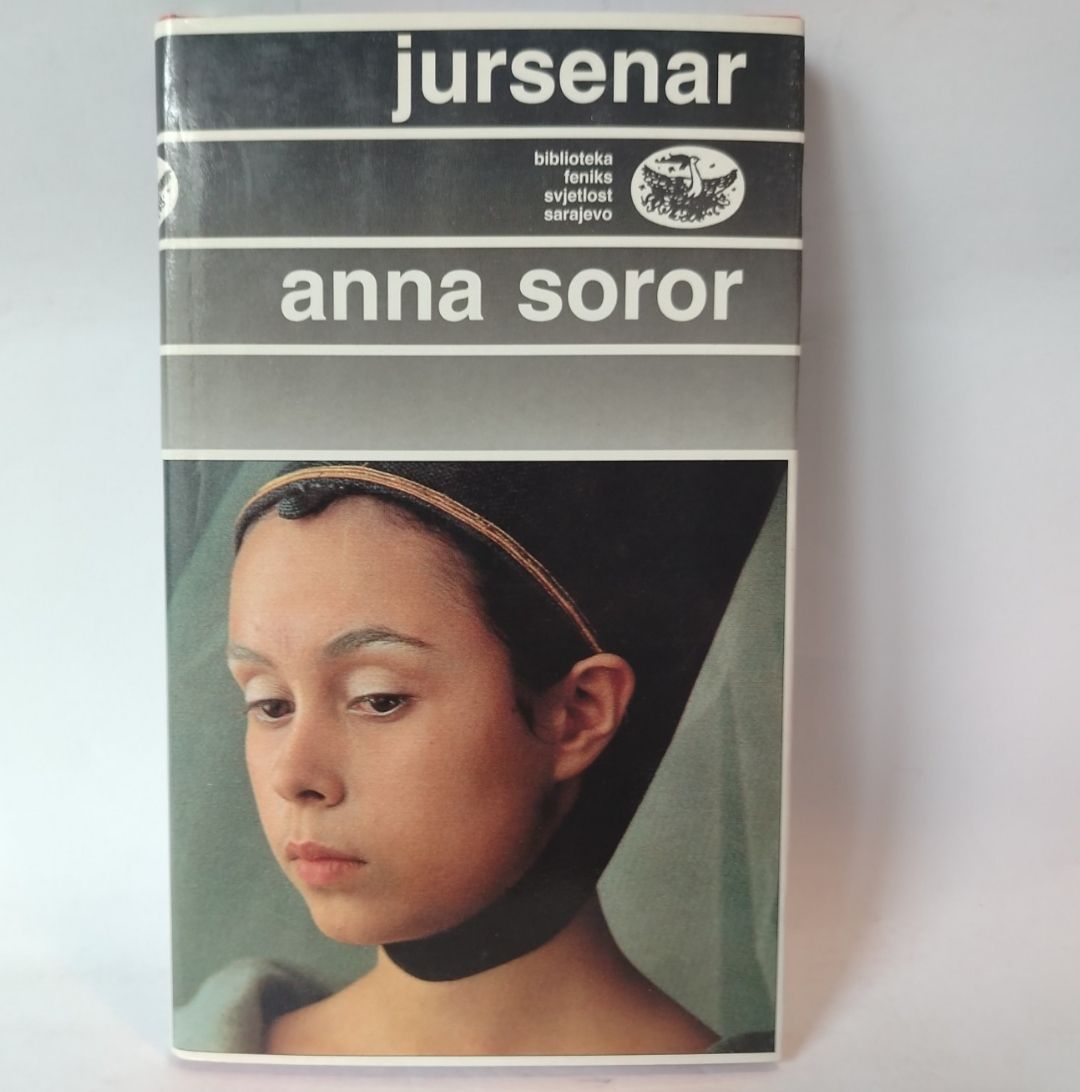 jursenar
biblioteka
feniks
svjetlost
sarajevo
anna soror